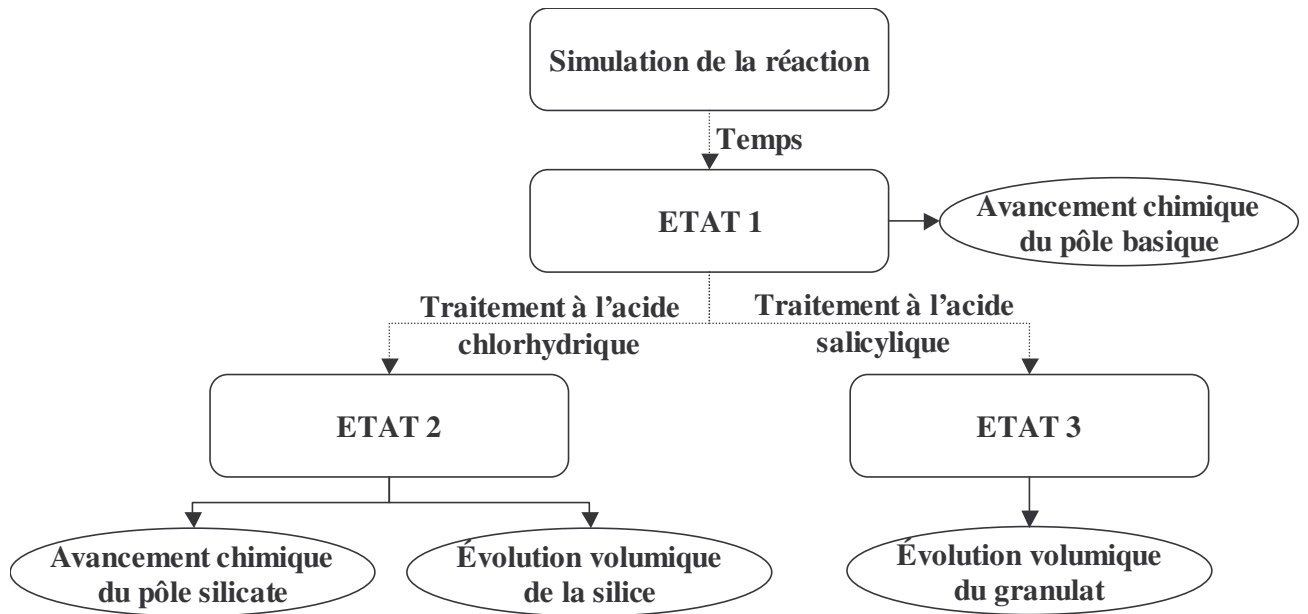 Simulation de la réaction
Temps
ETAT 1
Avancement chimique
du pôle basique
Traitement à l'acide
chlorhydrique
Traitement à l'acide
salicylique
ETAT 2
ETAT 3
Avancement chimique
du pôle silicate
Évolution volumique
de la silice
Évolution volumique
du granulat